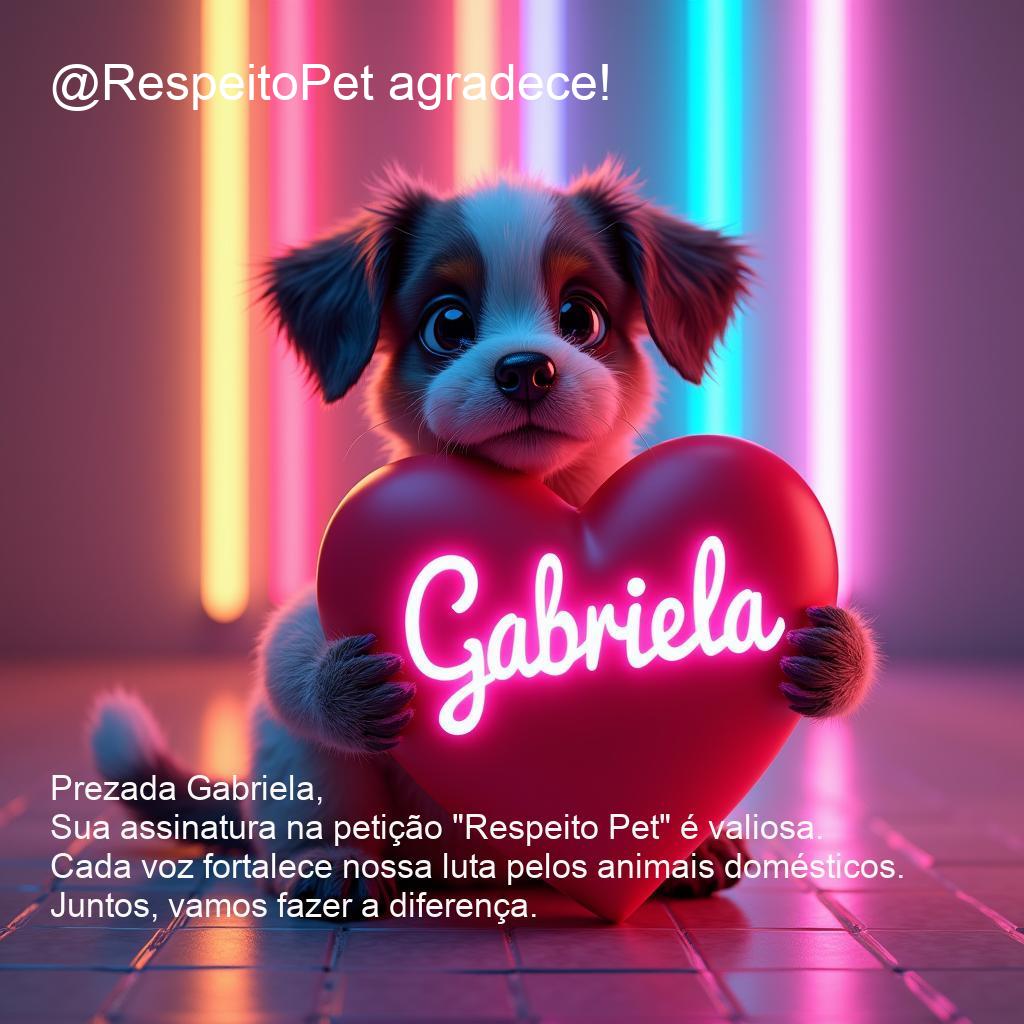 @RespeitoPet agradece!
Gabriela
Prezada Gabriela,
Sua assinatura na petição "Respeito Pet" é valiosa.
Cada voz fortalece nossa luta pelos animais domésticos.
Juntos, vamos fazer a diferença.